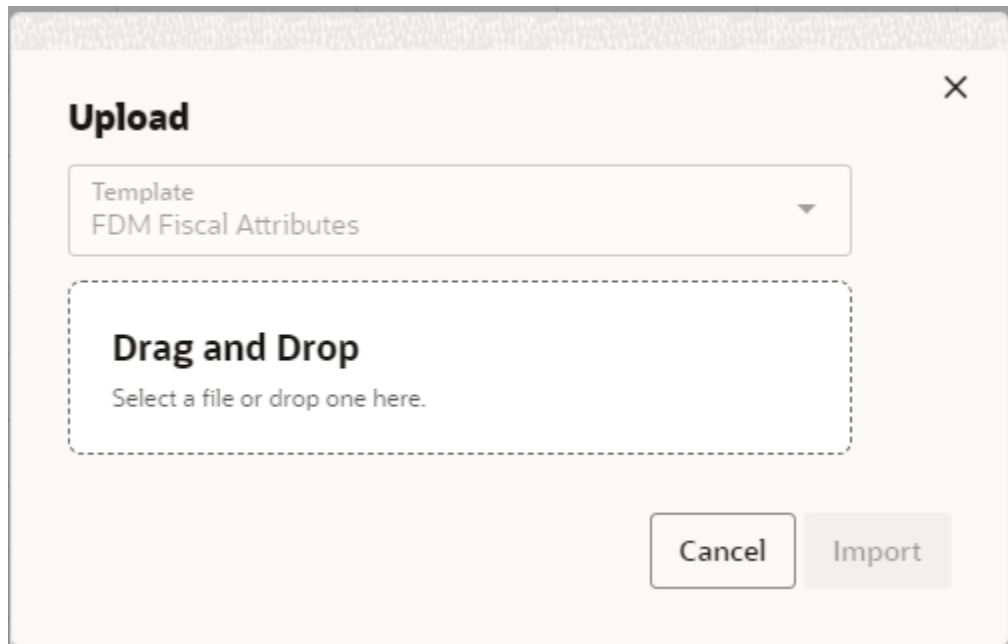 Upload
Template
FDM Fiscal Attributes
Drag and Drop
Select a file or drop one here.
Cancel
Import